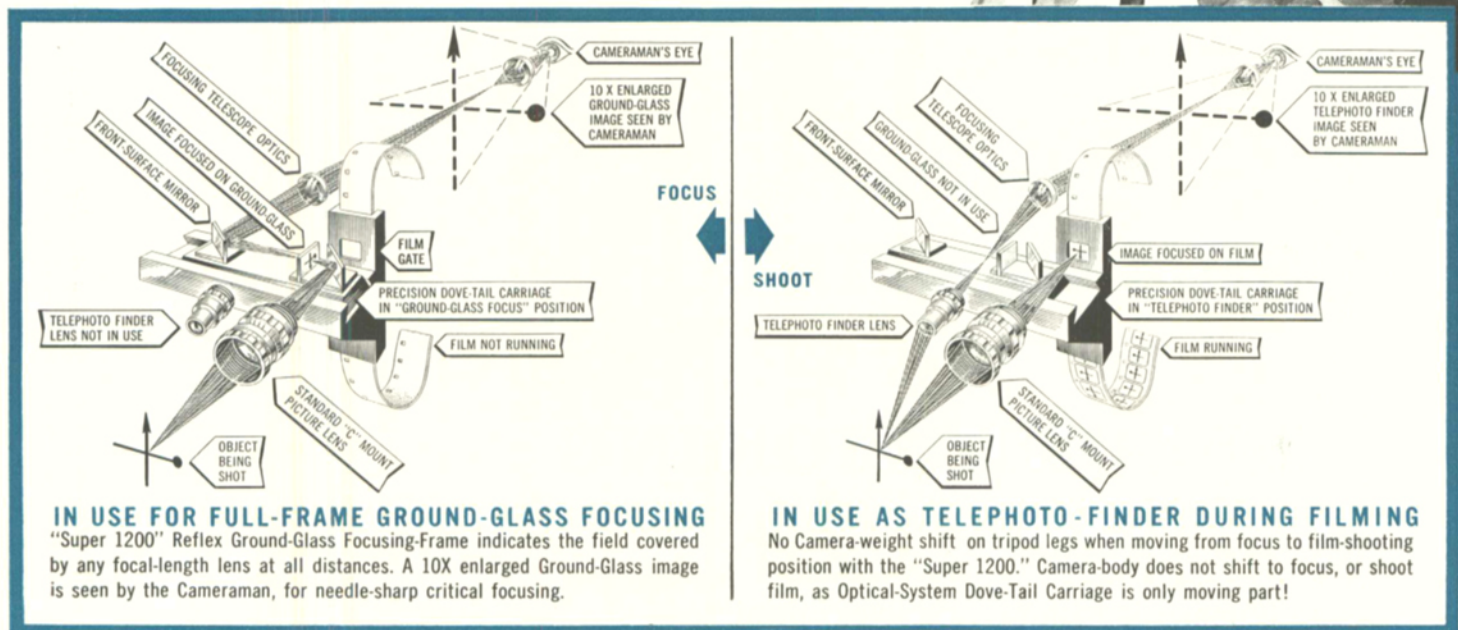 CAMERAMAN'S EYE
10 X ENLARGED
GROUND-GLASS
IMAGE SEEN BY
CAMERAMAN
FOCUSING TELESCOPE OPTICS
IMAGE FOCUSED ON GROUND-GLASS
FRONT-SURFACE MIRROR
FILM
GATE
PRECISION DOVE-TAIL CARRIAGE
IN "GROUND-GLASS FOCUS" POSITION
TELEPHOTO FINDER
LENS NOT IN USE
FILM NOT RUNNING
STANDARD "C" MOUNT
PICTURE LENS
OBJECT
BEING
SHOT
IN USE FOR FULL-FRAME GROUND-GLASS FOCUSING
"Super 1200" Reflex Ground-Glass Focusing-Frame indicates the field covered
by any focal-length lens at all distances. A 10X enlarged Ground-Glass image
is seen by the Cameraman, for needle-sharp critical focusing.
FOCUS
SHOOT
CAMERAMAN'S EYE
10 X ENLARGED
TELEPHOTO FINDER
IMAGE SEEN
BY CAMERAMAN
FOCUSING
TELESCOPE OPTICS
GROUND-GLASS NOT IN USE
FRONT-SURFACE MIRROR
IMAGE FOCUSED ON FILM
PRECISION DOVE-TAIL CARRIAGE
IN "TELEPHOTO FINDER" POSITION
TELEPHOTO FINDER LENS
FILM RUNNING
STANDARD "C" MOUNT
PICTURE LENS
OBJECT
BEING
SHOT
IN USE AS TELEPHOTO-FINDER DURING FILMING
No Camera-weight shift on tripod legs when moving from focus to film-shooting
position with the "Super 1200." Camera-body does not shift to focus, or shoot
film, as Optical-System Dove-Tail Carriage is only moving part!